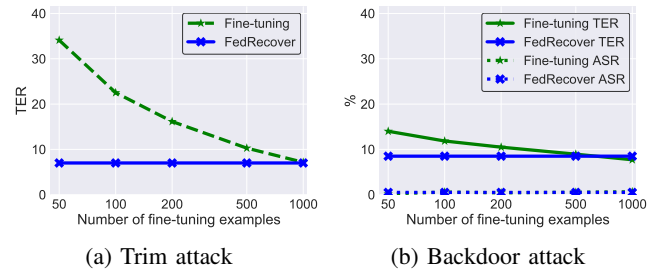 40
30
20
10
0
TER
Fine-tuning
FedRecover
50 100 200 500 1000
Number of fine-tuning examples
(a) Trim attack
40
30
20
10
0
%
Fine-tuning TER
FedRecover TER
Fine-tuning ASR
FedRecover ASR
50 100 200 500 1000
Number of fine-tuning examples
(b) Backdoor attack